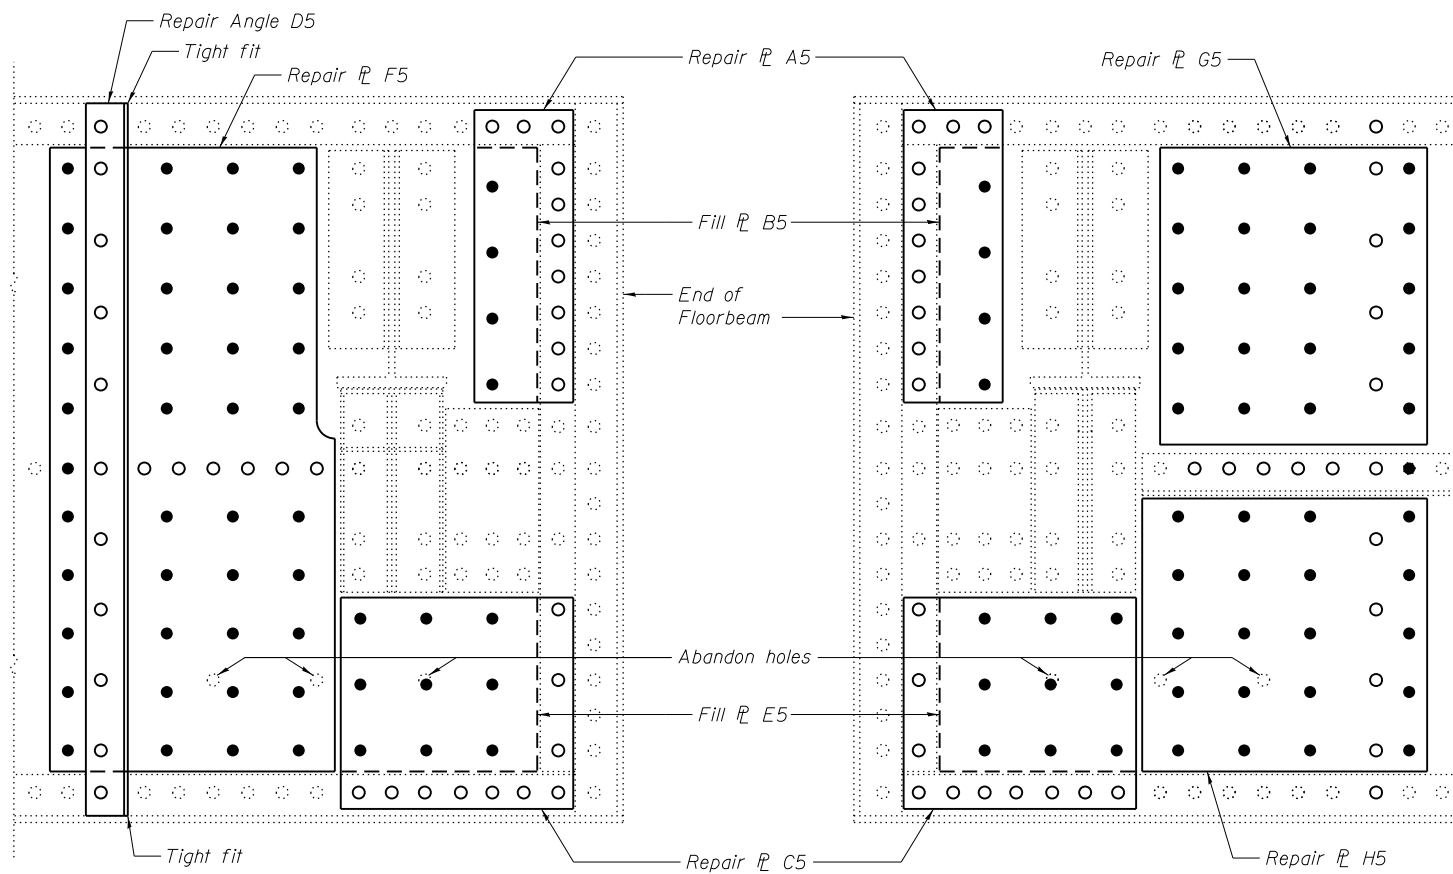 Repair Angle D5
Tight fit
Repair ⅊ F5
Repair ⅊ A5
Repair ⅊ G5
Fill ⅊ B5
End of
Floorbeam
Abandon holes
Fill ⅊ E5
Tight fit
Repair ⅊ C5
Repair ⅊ H5